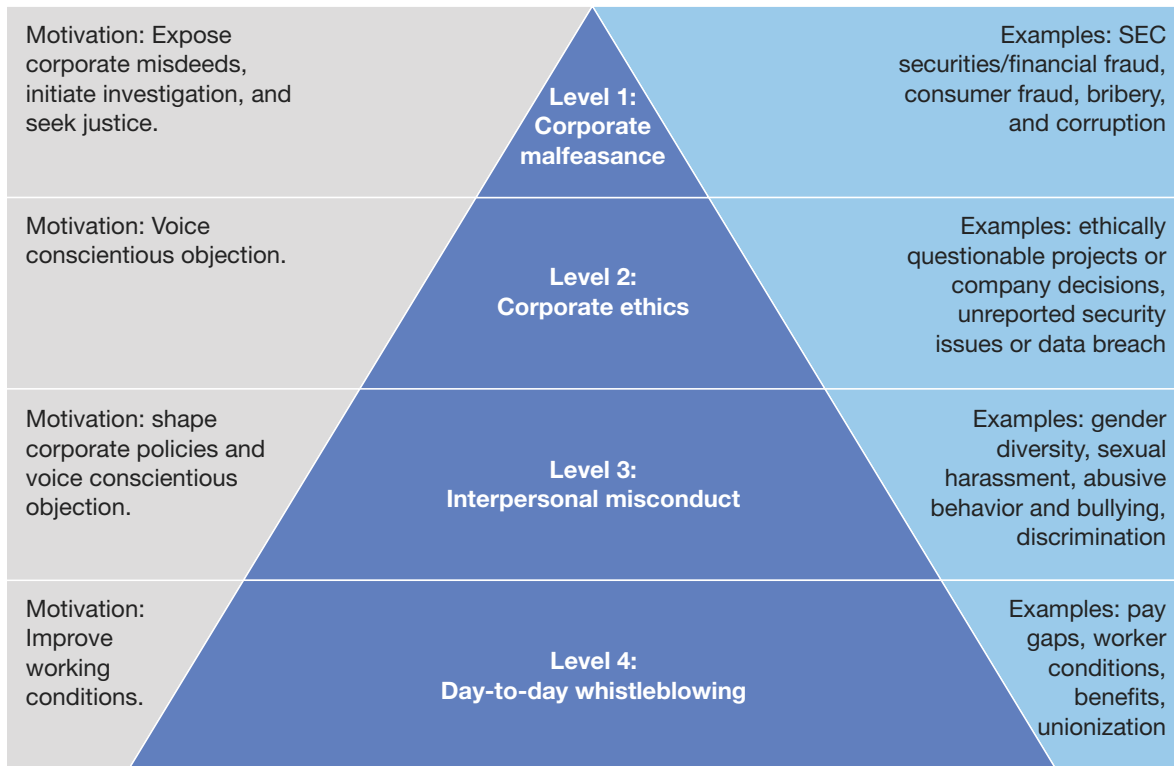 Motivation: Expose
corporate misdeeds,
initiate investigation, and
seek justice.
Level 1:
Corporate
malfeasance
Examples: SEC
securities/financial fraud,
consumer fraud, bribery,
and corruption
Motivation: Voice
conscientious objection.
Level 2:
Corporate ethics
Examples: ethically
questionable projects or
company decisions,
unreported security
issues or data breach
Motivation: shape
corporate policies and
voice conscientious
objection.
Level 3:
Interpersonal misconduct
Examples: gender
diversity, sexual
harassment, abusive
behavior and bullying,
discrimination
Motivation:
Improve
working
conditions.
Level 4:
Day-to-day whistleblowing
Examples: pay
gaps, worker
conditions,
benefits,
unionization